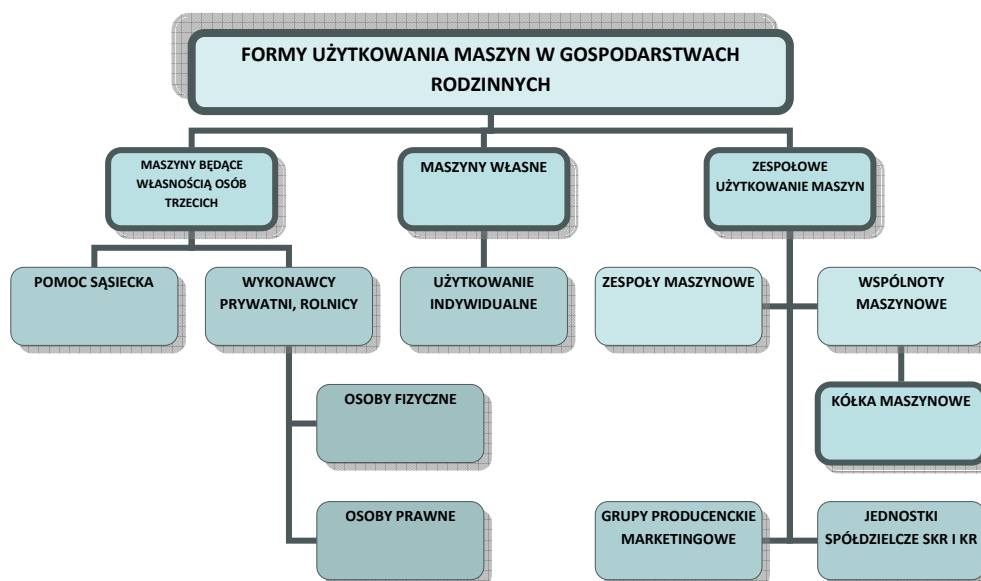 FORMY UŻYTKOWANIA MASZYN W GOSPODARSTWACH
RODZINNYCH
MASZYNY BĘDĄCE
WŁASNOŚCIĄ OSÓB
TRZECICH
MASZYNY WŁASNE
ZESPOŁOWE
UŻYTKOWANIE MASZYN
POMOC SĄSIECKA
WYKONAWCY
PRYWATNI, ROLNICY
UŻYTKOWANIE
INDYWIDUALNE
ZESPOŁY MASZYNOWE
WSPÓLNOTY
MASZYNOWE
OSOBY FIZYCZNE
KÓŁKA MASZYNOWE
OSOBY PRAWNE
GRUPY PRODUCENCKIE
MARKETINGOWE
JEDNOSTKI
SPÓŁDZIELCZE SKR I KR